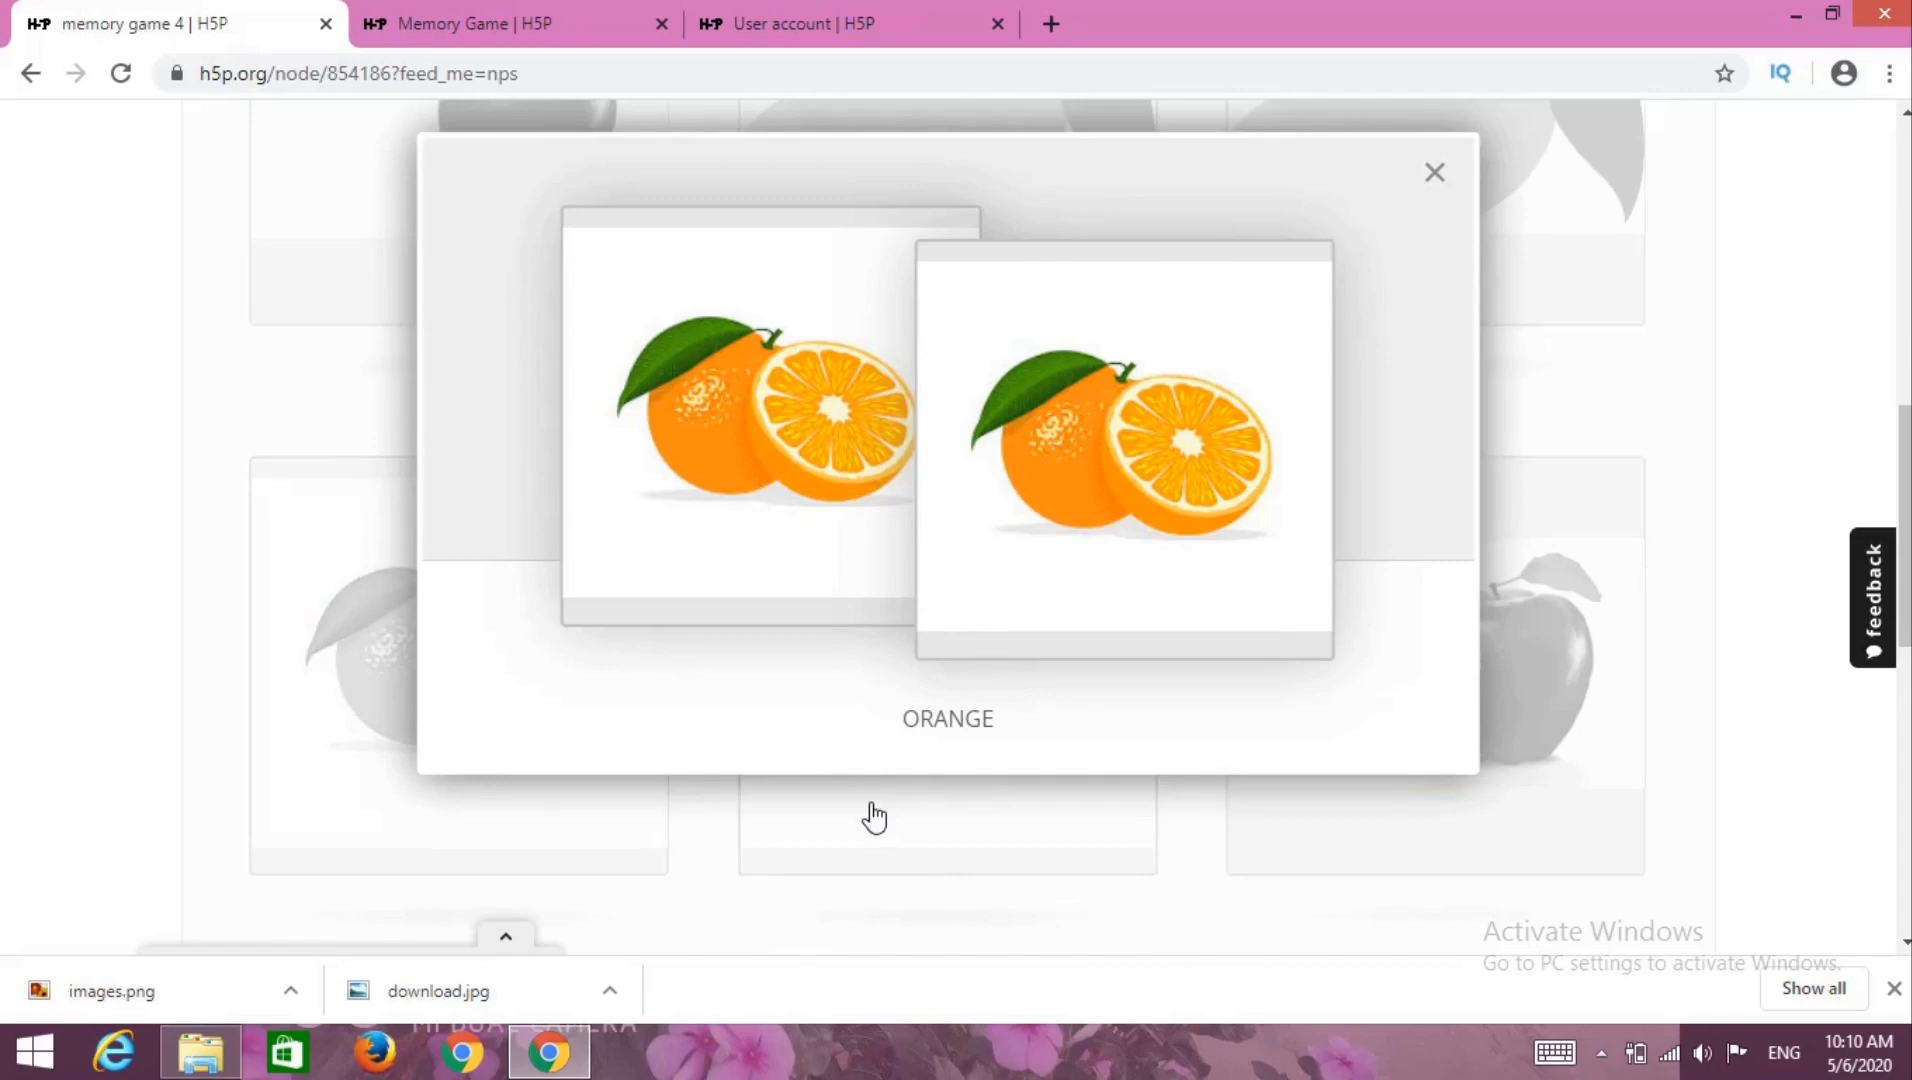 H-P memory game 4 | H5P
H-P Memory Game | H5P
H-P User account | H5P
h5p.org/node/854186?feed_me=nps
IQ
feedback
ORANGE
Activate Windows
Go to PC settings to activate Windows.
images.png
download.jpg
Show all
ENG
10:10 AM
5/6/2020